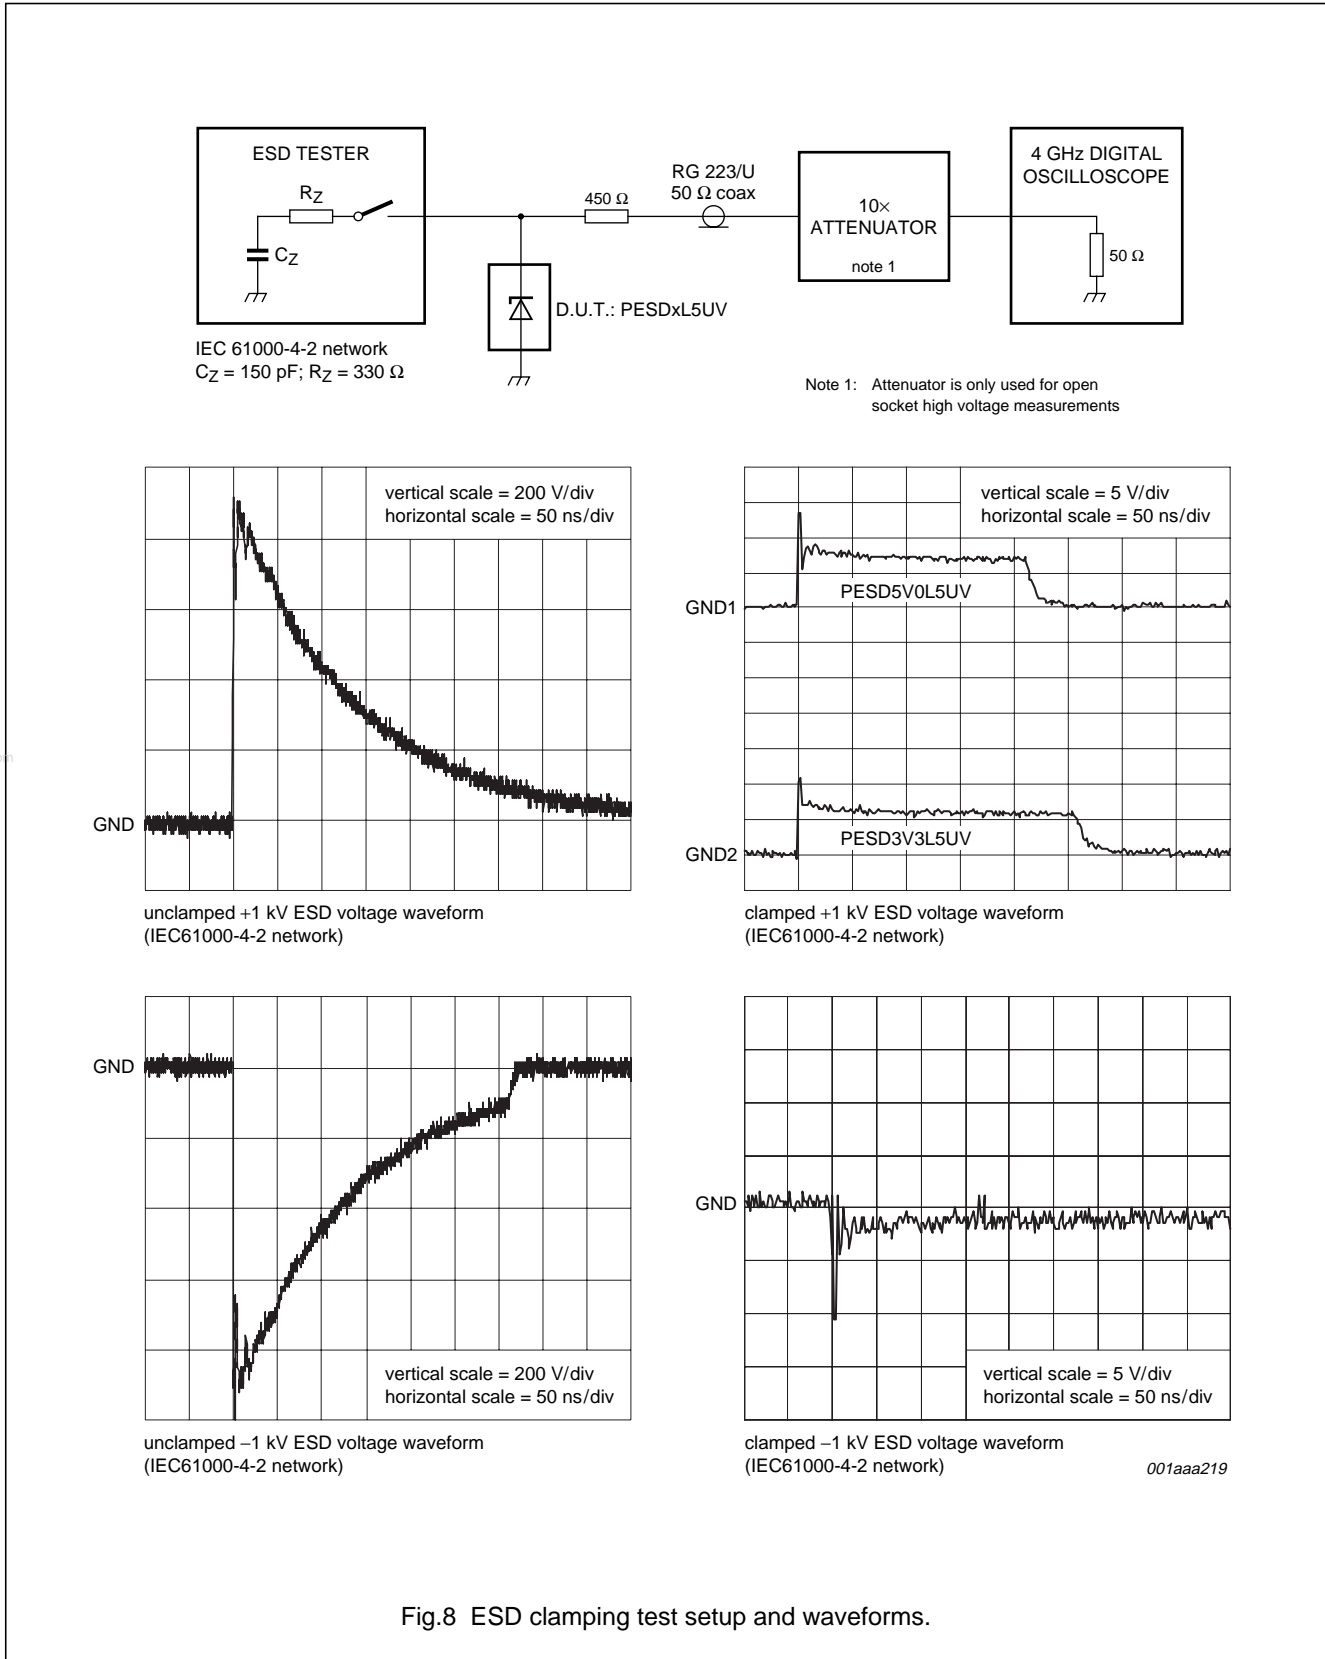 ESD TESTER
RZ
CZ
IEC 61000-4-2 network
CZ = 150 pF; RZ = 330 Ω
D.U.T.: PESDxL5UV
450 Ω
RG 223/U
50 Ω coax
10×
ATTENUATOR
note 1
4 GHz DIGITAL
OSCILLOSCOPE
50 Ω
Note 1: Attenuator is only used for open
socket high voltage measurements
vertical scale = 200 V/div
horizontal scale = 50 ns/div
GND
unclamped +1 kV ESD voltage waveform
(IEC61000-4-2 network)
vertical scale = 5 V/div
horizontal scale = 50 ns/div
GND1
PESD5V0L5UV
GND2
PESD3V3L5UV
clamped +1 kV ESD voltage waveform
(IEC61000-4-2 network)
GND
vertical scale = 200 V/div
horizontal scale = 50 ns/div
unclamped −1 kV ESD voltage waveform
(IEC61000-4-2 network)
GND
vertical scale = 5 V/div
horizontal scale = 50 ns/div
clamped −1 kV ESD voltage waveform
(IEC61000-4-2 network)
001aaa219
Fig.8 ESD clamping test setup and waveforms.